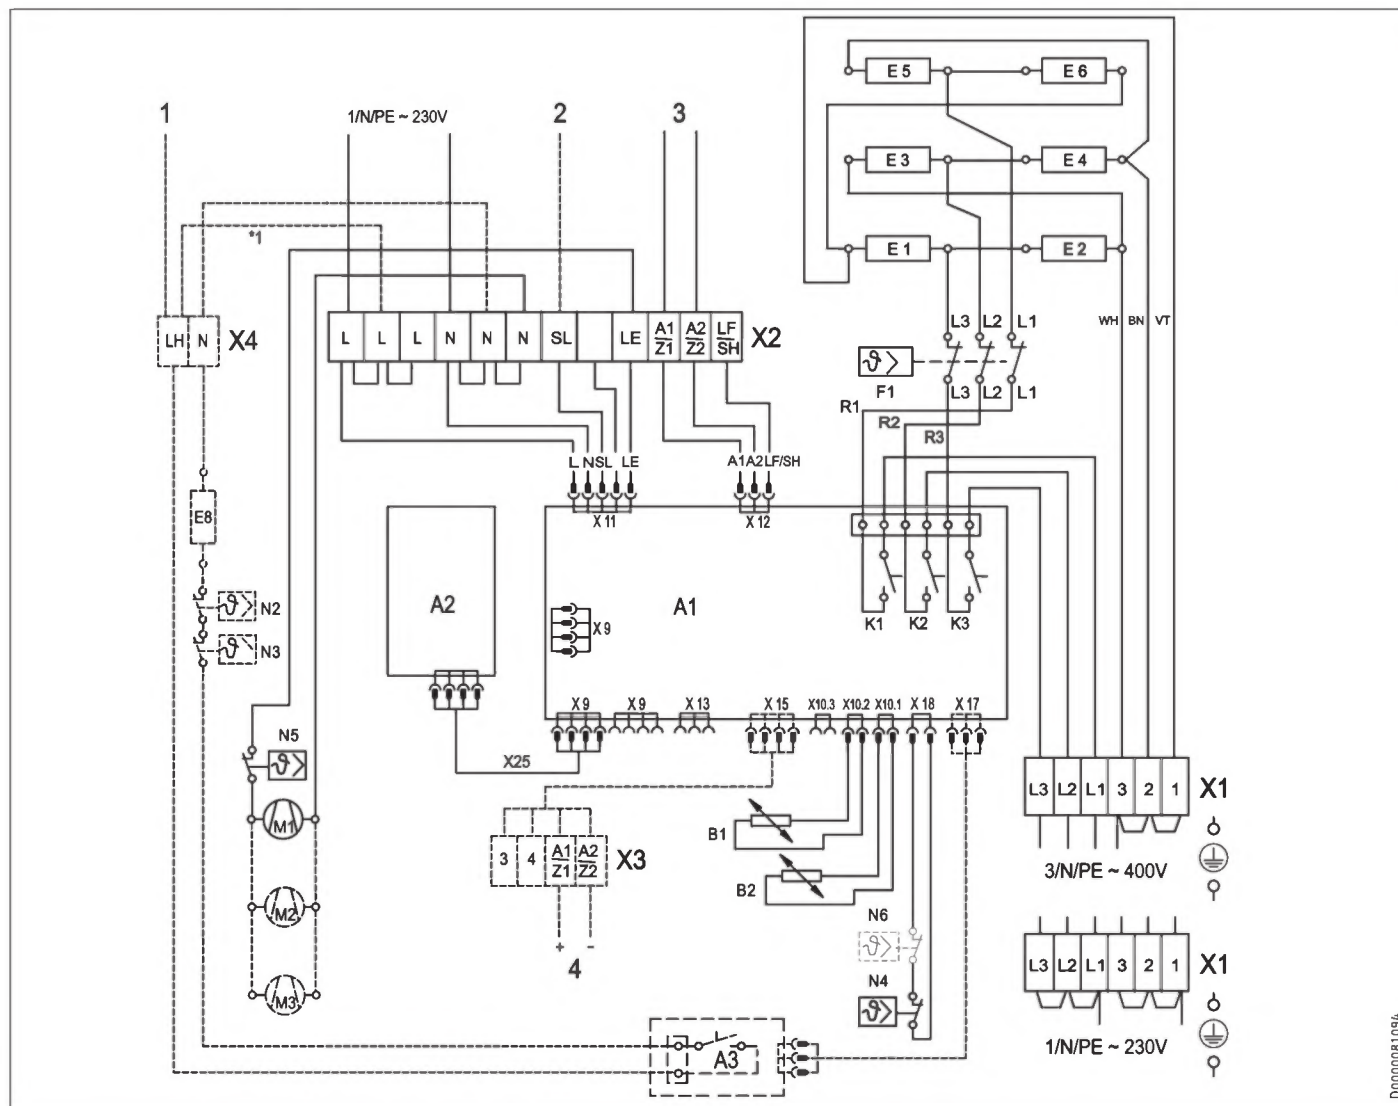 1
1/N/PE ~ 230V
2
3
E 5
E 6
E 3
E 4
E 1
E 2
*1
LH
N
X4
L
L
L
N
N
N
SL
LE
A1
Z1
A2
Z2
LF
SH
X2
WH
BN
VT
L3
L2
L1
F1
L3
L2
L1
R1
R2
R3
L
N
SL
LE
A1
A2
LF/SH
X 11
X 12
E8
A2
A1
X 9
K1
K2
K3
N2
N3
N5
X 9
X 9
X 13
X 15
X10.3
X10.2
X10.1
X 18
X 17
X25
M1
M2
M3
B1
B2
3
4
A1
Z1
A2
Z2
X3
+
-
4
N6
N4
A3
L3
L2
L1
3
2
1
X1
3/N/PE ~ 400V
L3
L2
L1
3
2
1
X1
1/N/PE ~ 230V
D0000081094